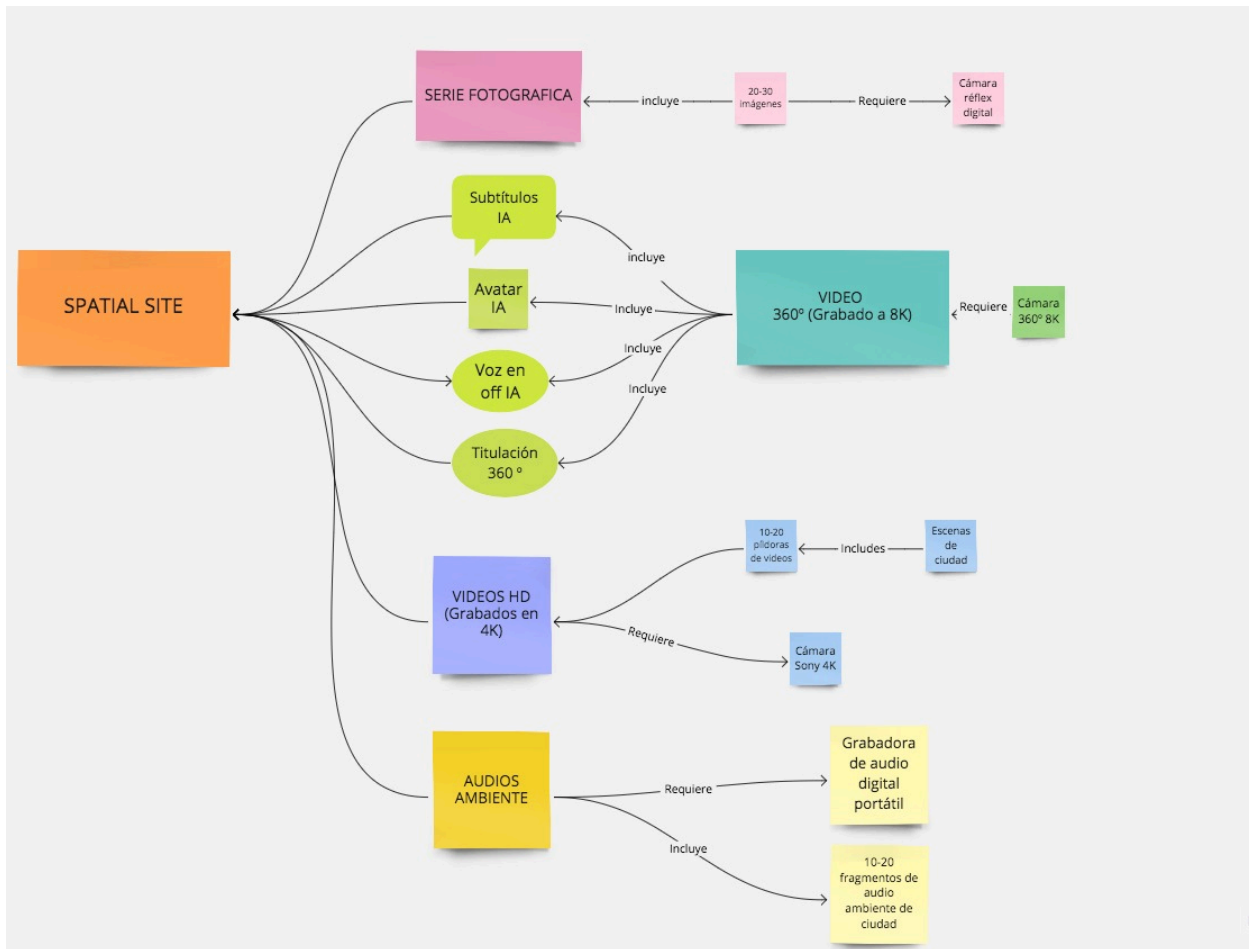 SERIE FOTOGRAFICA
incluye
20-30
imágenes
Requiere
Cámara
réflex
digital
Subtítulos
IA
incluye
SPATIAL SITE
Avatar
IA
Incluye
VIDEO
360º (Grabado a 8K)
Requiere
Cámara
360º 8K
Incluye
Voz en
off IA
Incluye
Titulación
360 º
10-20
píldoras
de videos
Includes
Escenas
de
ciudad
VIDEOS HD
(Grabados en
4K)
Requiere
Cámara
Sony 4K
AUDIOS
AMBIENTE
Requiere
Grabadora
de audio
digital
portátil
Incluye
10-20
fragmentos de
audio
ambiente de
ciudad